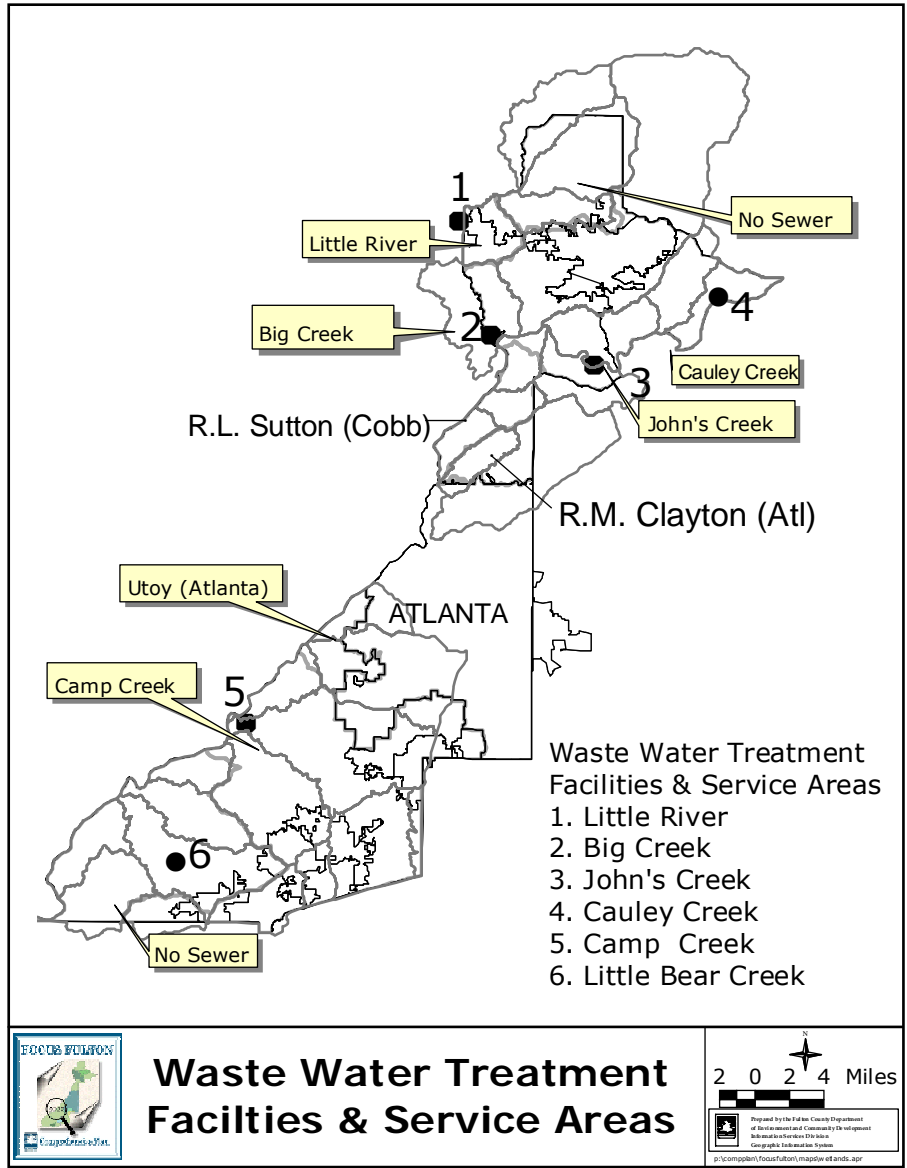 1
No Sewer
Little River
4
2
Big Creek
Cauley Creek
3
R.L. Sutton (Cobb)
John's Creek
R.M. Clayton (Atl)
Utoy (Atlanta)
ATLANTA
Camp Creek
5
6
No Sewer
Waste Water Treatment
Facilities & Service Areas
1. Little River
2. Big Creek
3. John's Creek
4. Cauley Creek
5. Camp Creek
6. Little Bear Creek
FOCUS FULTON
Waste Water Treatment
Facilties & Service Areas
N
2 0 2 4 Miles
Prepared by the Fulton County Department
of Environment and Community Development
Information Services Division
Geographic Information System
p:\compplan\focusfulton\maps\wetlands.apr